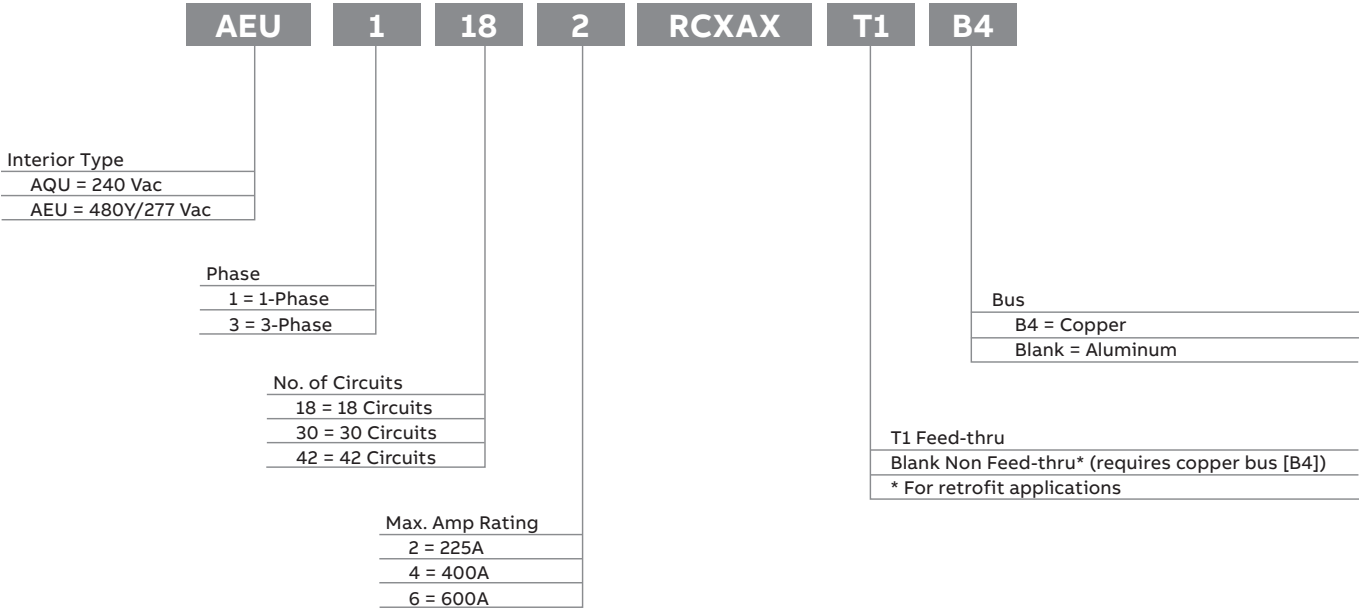 AEU 1 18 2 RCXAX T1 B4
Interior Type
AQU = 240 Vac
AEU = 480Y/277 Vac
Phase
1 = 1-Phase
3 = 3-Phase
No. of Circuits
18 = 18 Circuits
30 = 30 Circuits
42 = 42 Circuits
Max. Amp Rating
2 = 225A
4 = 400A
6 = 600A
T1 Feed-thru
Blank Non Feed-thru* (requires copper bus [B4])
* For retrofit applications
Bus
B4 = Copper
Blank = Aluminum